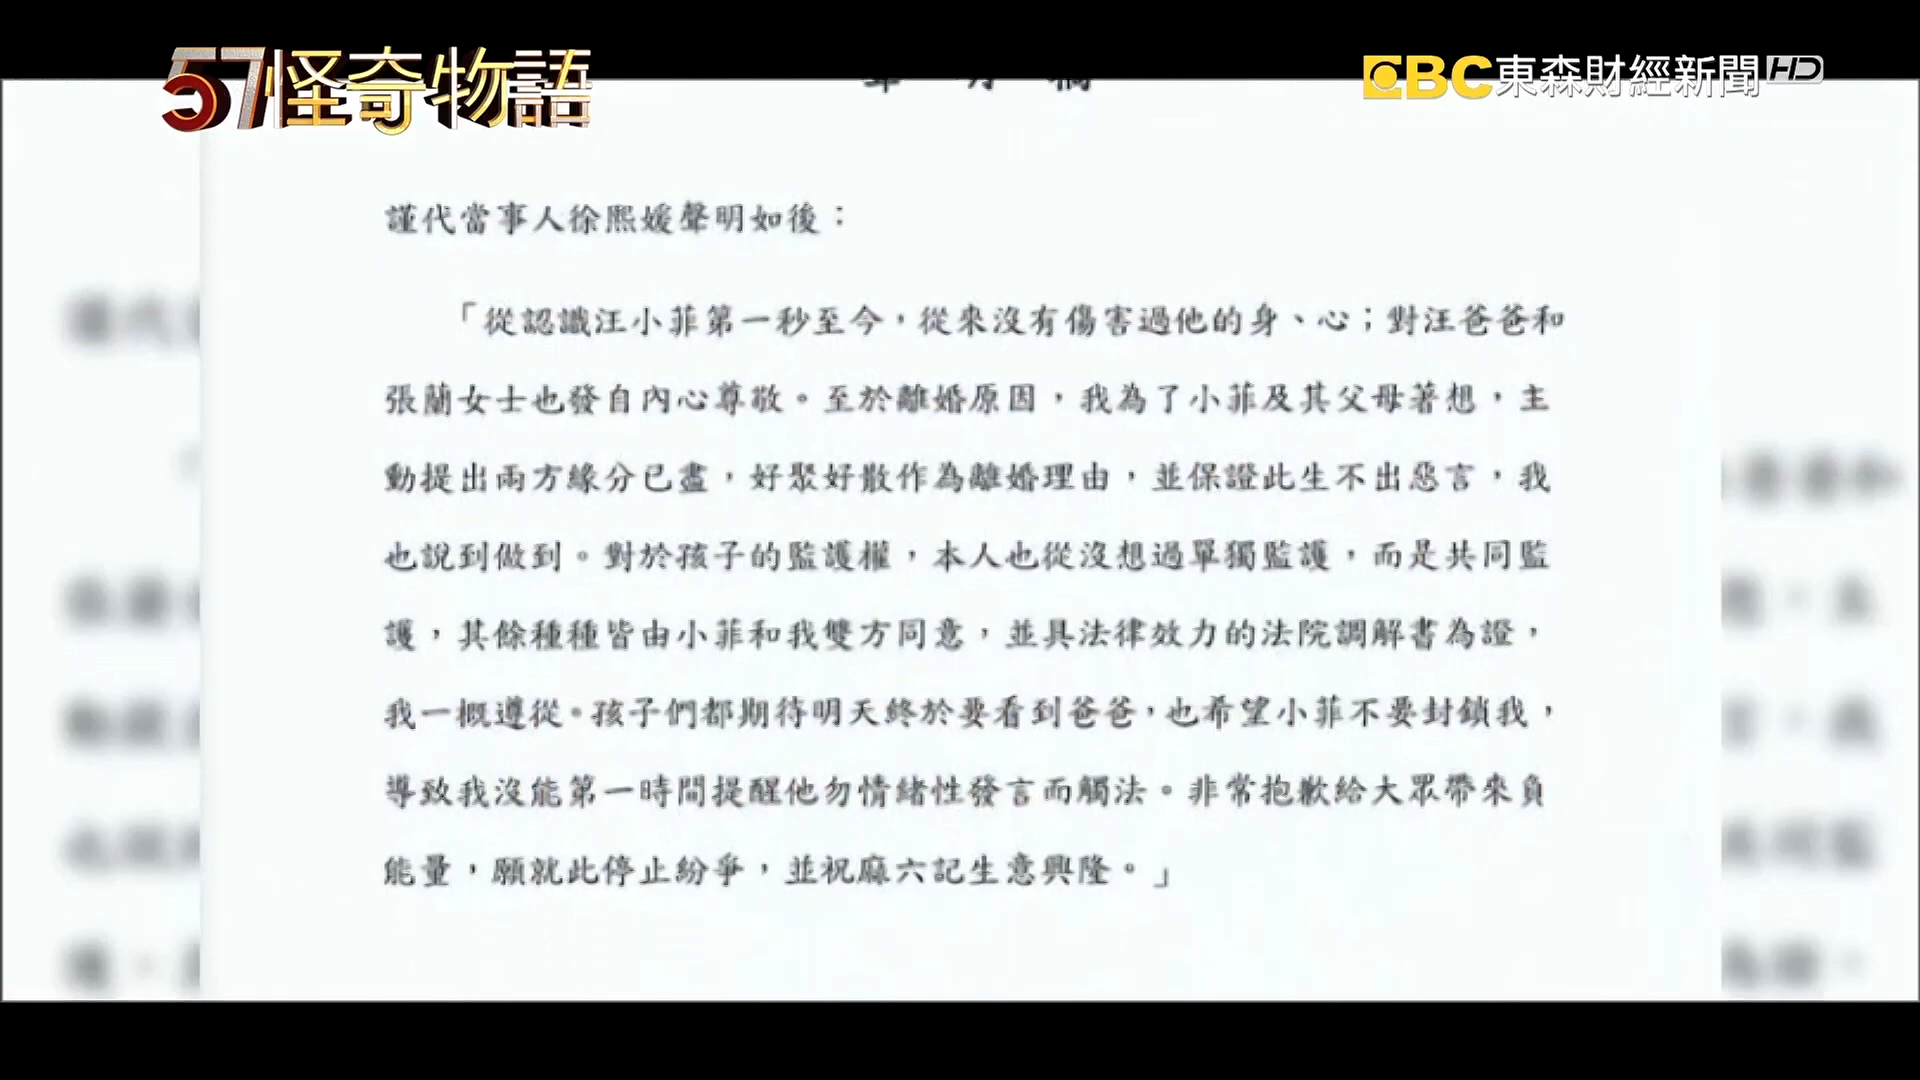 57怪奇物語
EBC東森財經新聞HD
謹代當事人徐熙媛聲明如後：
「從認識汪小菲第一秒至今，從來沒有傷害過他的身、心；對汪爸爸和
張蘭女士也發自內心尊敬。至於離婚原因，我為了小菲及其父母著想，主
動提出兩方緣分已盡，好聚好散作為離婚理由，並保證此生不出惡言，我
也說到做到。對於孩子的監護權，本人也從沒想過單獨監護，而是共同監
護，其餘種種皆由小菲和我雙方同意，並具法律效力的法院調解書為證，
我一概遵從。孩子們都期待明天終於要看到爸爸，也希望小菲不要封鎖我，
導致我沒能第一時間提醒他勿情緒性發言而觸法。非常抱歉給大眾帶來負
能量，願就此停止紛爭，並祝麻六記生意興隆。」